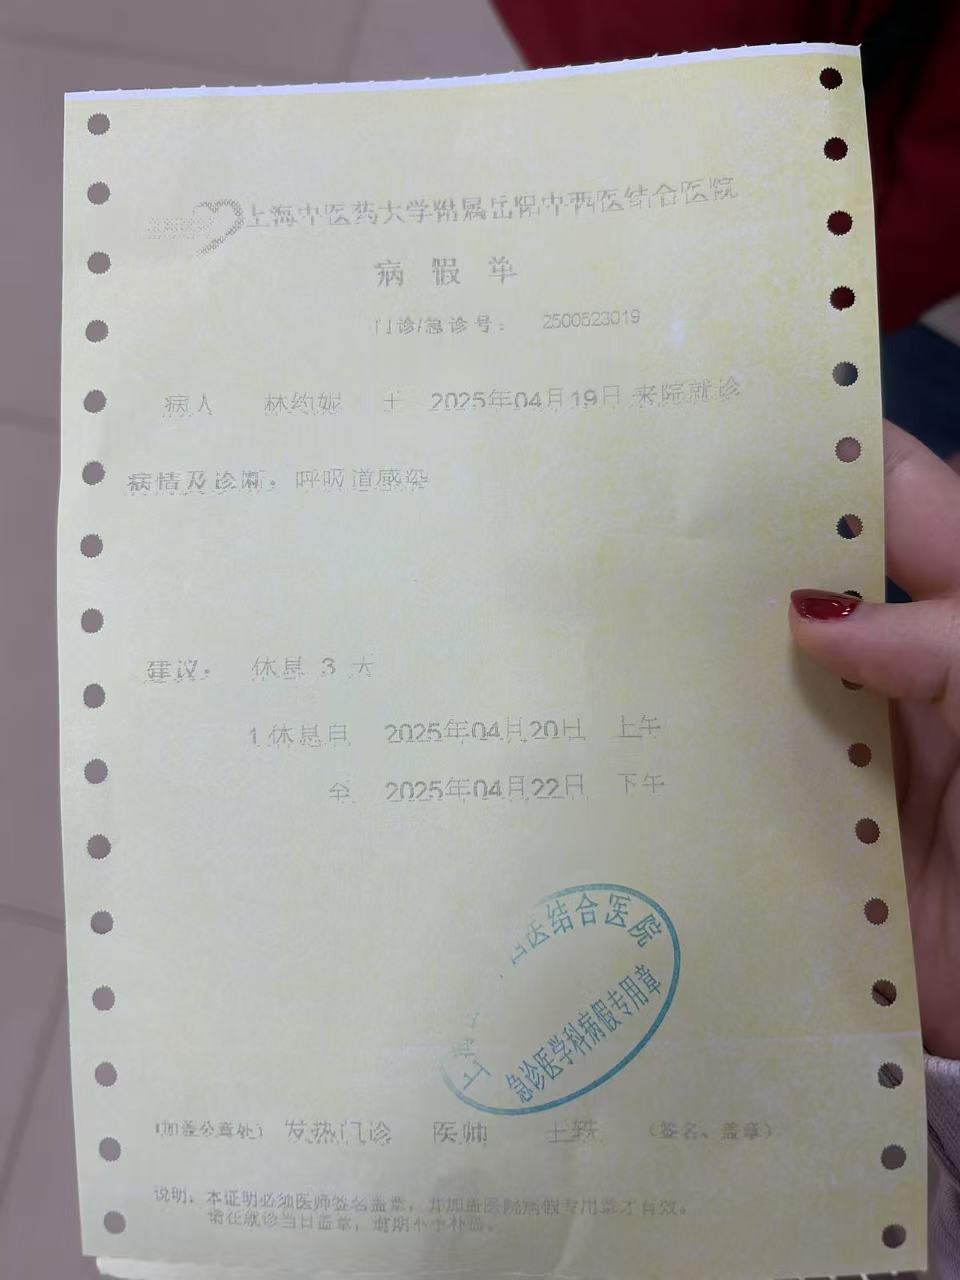 上海中医药大学附属岳阳中西医结合医院
病 假 单
门诊/急诊号： 2500523019
病人 林约妮 于 2025年04月19日 来院就诊
病情及诊断： 呼吸道感染
建议： 休息 3 天
1 休息自 2025年04月20日 上午
至 2025年04月22日 下午
西医结合医院
急诊医学科病假专用章
(加盖公章处) 发热门诊 医师 (签名、盖章)
说明： 本证明必须医师签名盖章，并加盖医院病假专用章才有效。
请在就诊当日盖章，逾期不予补盖。